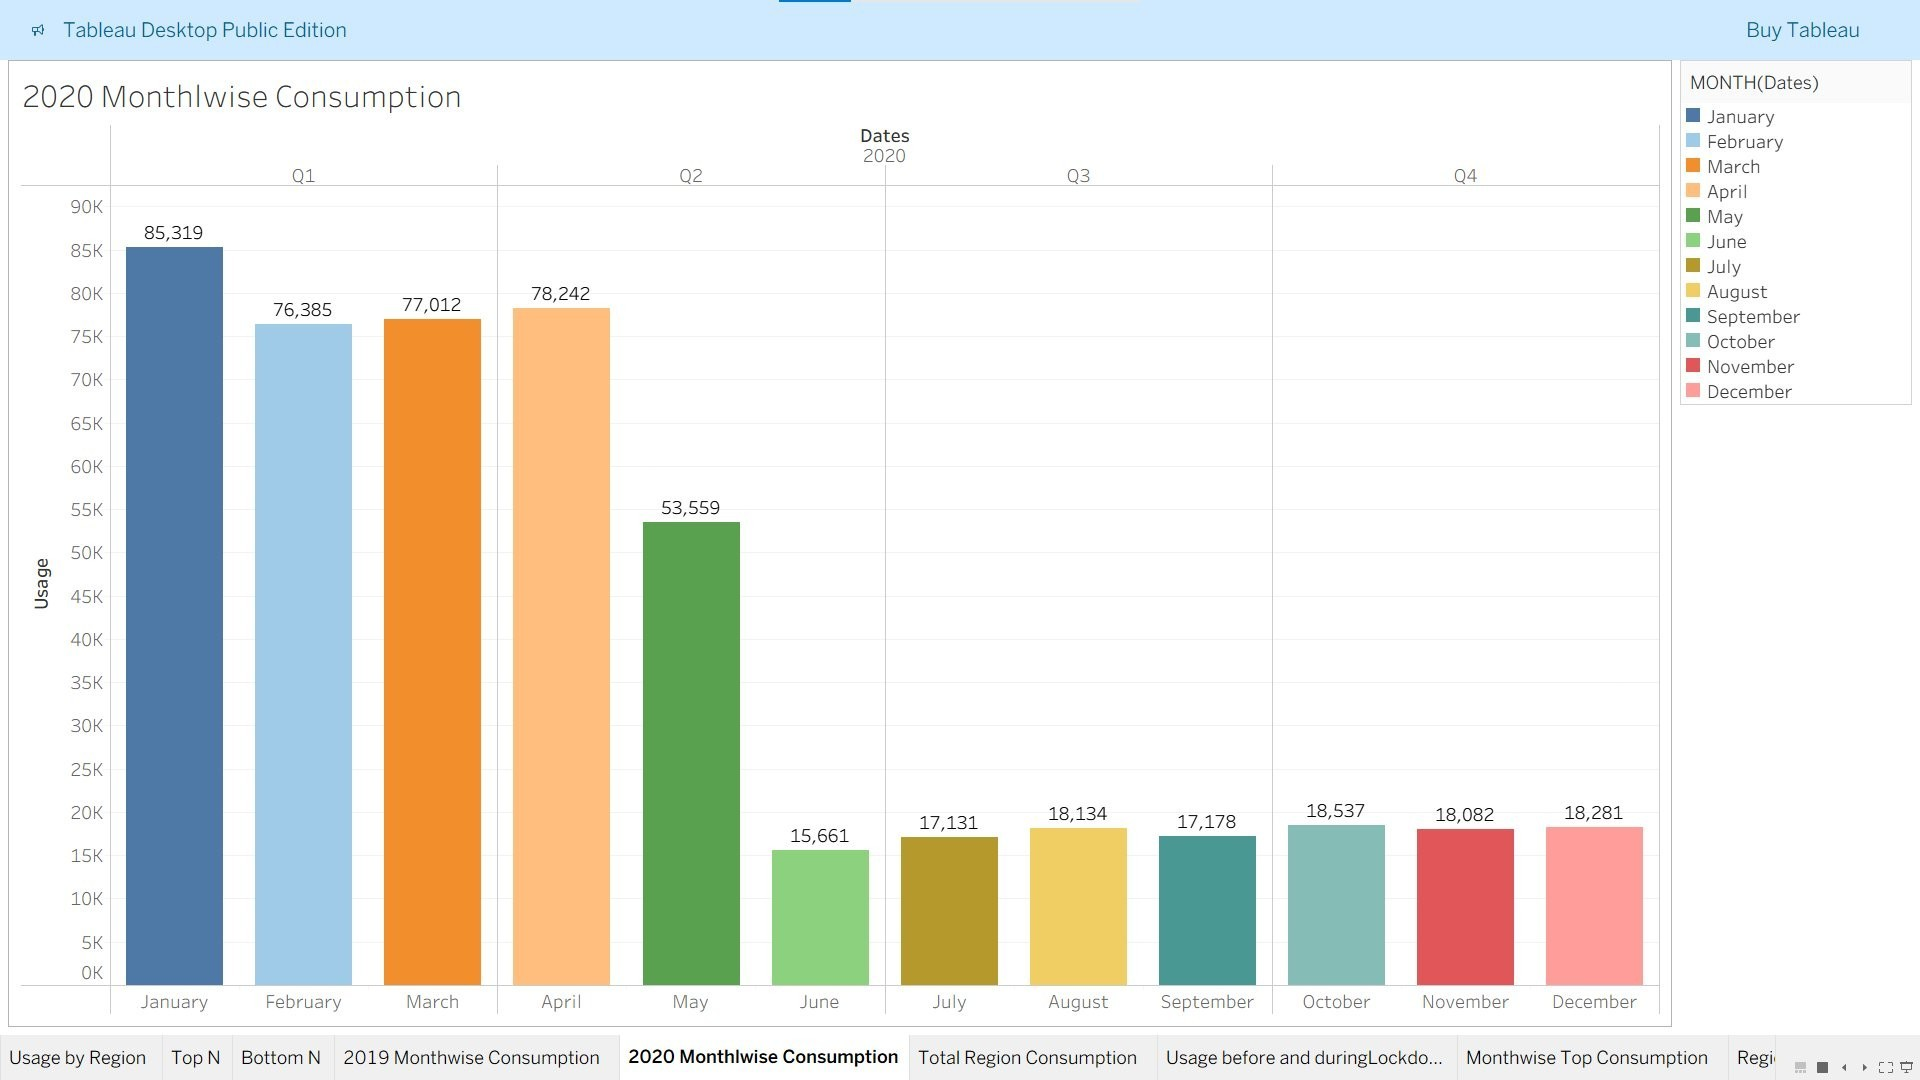 Tableau Desktop Public Edition
Buy Tableau
2020 Monthlwise Consumption
Dates
2020
Q1 Q2 Q3 Q4
Usage
90K
85K
80K
75K
70K
65K
60K
55K
50K
45K
40K
35K
30K
25K
20K
15K
10K
5K
0K
85,319
76,385
77,012
78,242
53,559
15,661
17,131
18,134
17,178
18,537
18,082
18,281
January February March April May June July August September October November December
MONTH(Dates)
January
February
March
April
May
June
July
August
September
October
November
December
Usage by Region Top N Bottom N 2019 Monthwise Consumption 2020 Monthlwise Consumption Total Region Consumption Usage before and duringLockdo... Monthwise Top Consumption Regi